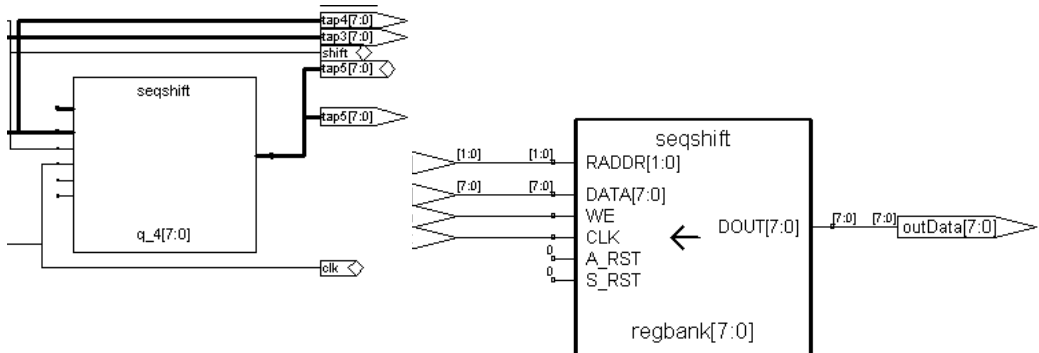 tap4[7:0]
tap3[7:0]
shift
tap5[7:0]
seqshift
tap5[7:0]
q_4[7:0]
clk
seqshift
[1:0] [1:0] RADDR[1:0]
[7:0] [7:0] DATA[7:0]
WE
DOUT[7:0] [7:0] [7:0] outData[7:0]
CLK
0 A_RST
0 S_RST
regbank[7:0]